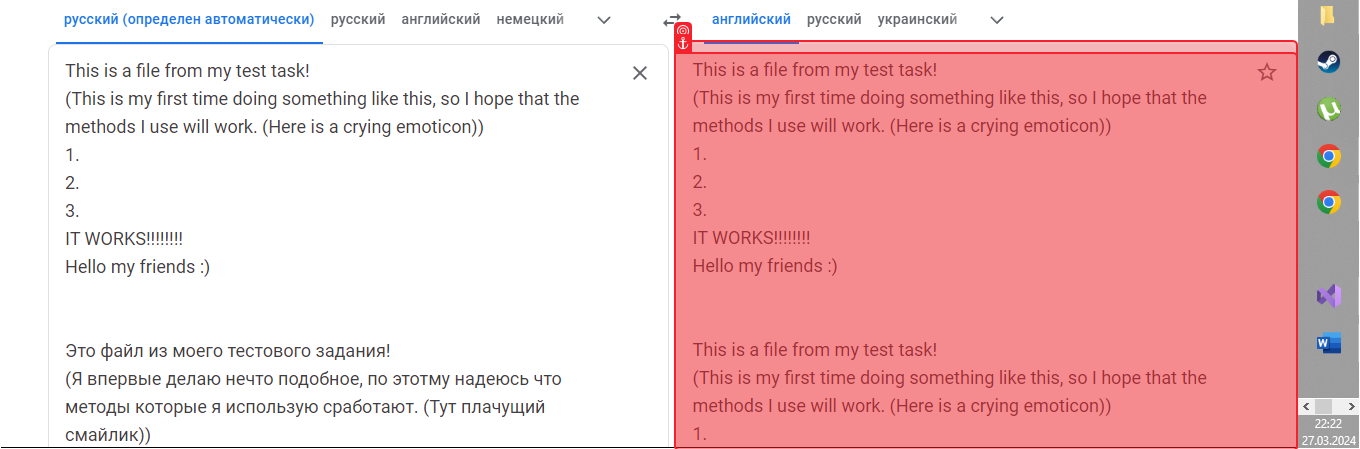 русский (определен автоматически) русский английский немецкий
английский русский украинский
This is a file from my test task!
(This is my first time doing something like this, so I hope that the
methods I use will work. (Here is a crying emoticon))
1.
2.
3.
IT WORKS!!!!!!!!
Hello my friends :)
Это файл из моего тестового задания!
(Я впервые делаю нечто подобное, по этотму надеюсь что
методы которые я использую сработают. (Тут плачущий
смайлик))
This is a file from my test task!
(This is my first time doing something like this, so I hope that the
methods I use will work. (Here is a crying emoticon))
1.
2.
3.
IT WORKS!!!!!!!!
Hello my friends :)
This is a file from my test task!
(This is my first time doing something like this, so I hope that the
methods I use will work. (Here is a crying emoticon))
1.
22:22
27.03.2024